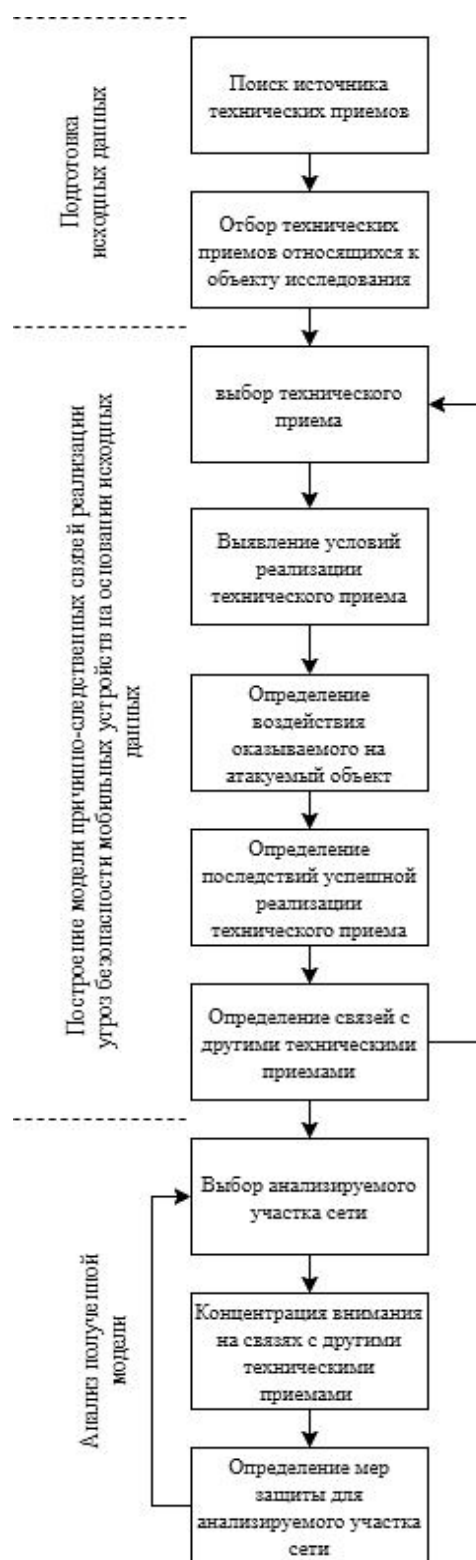 Подготовка
исходных данных
Поиск источника
технических приемов
Отбор технических
приемов относящихся к
объекту исследования
Построение модели причинно-следственных связей реализации
угроз безопасности мобильных устройств на основании исходных
данных
выбор технического
приема
Выявление условий
реализации
технического приема
Определение
воздействия
оказываемого на
атакуемый объект
Определение
последствий успешной
реализации
технического приема
Определение связей с
другими техническими
приемами
Анализ полученной
модели
Выбор анализируемого
участка сети
Концентрация внимания
на связях с другими
техническими
приемами
Определение мер
защиты для
анализируемого участка
сети